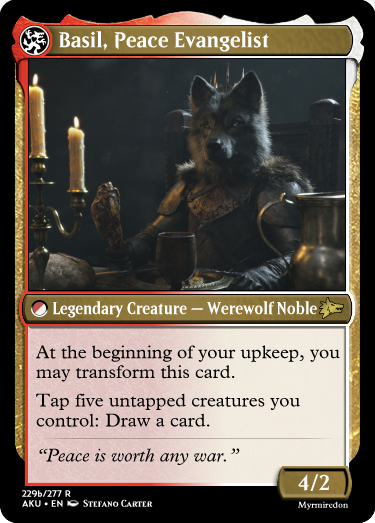 Basil, Peace Evangelist
Legendary Creature — Werewolf Noble
At the beginning of your upkeep, you
may transform this card.
Tap five untapped creatures you
control: Draw a card.
“Peace is worth any war.”
4/2
229b/277 R
AKU • EN Stefano Carter
Myrmiredon